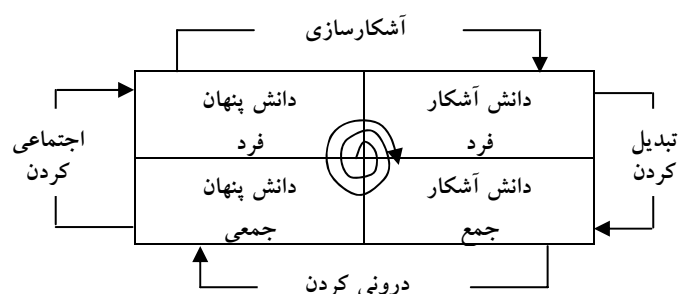 آشکارسازی
دانش آشکار
فرد
دانش پنهان
فرد
تبدیل
کردن
اجتماعی
کردن
دانش آشکار
جمع
دانش پنهان
جمعی
درونی کردن